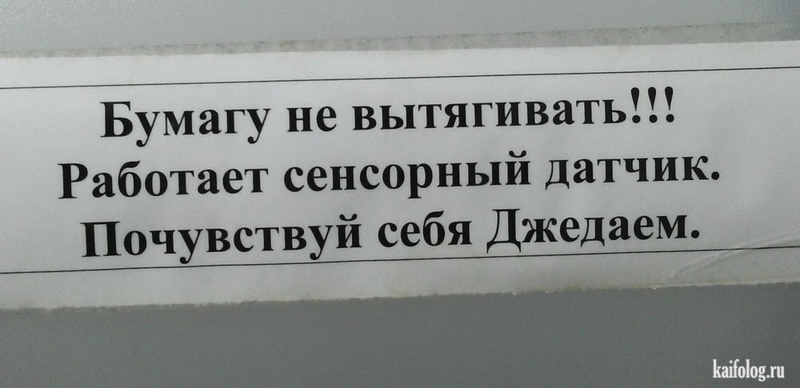 Бумагу не вытягивать!!!
Работает сенсорный датчик.
Почувствуй себя Джедаем.
kaifolog.ru